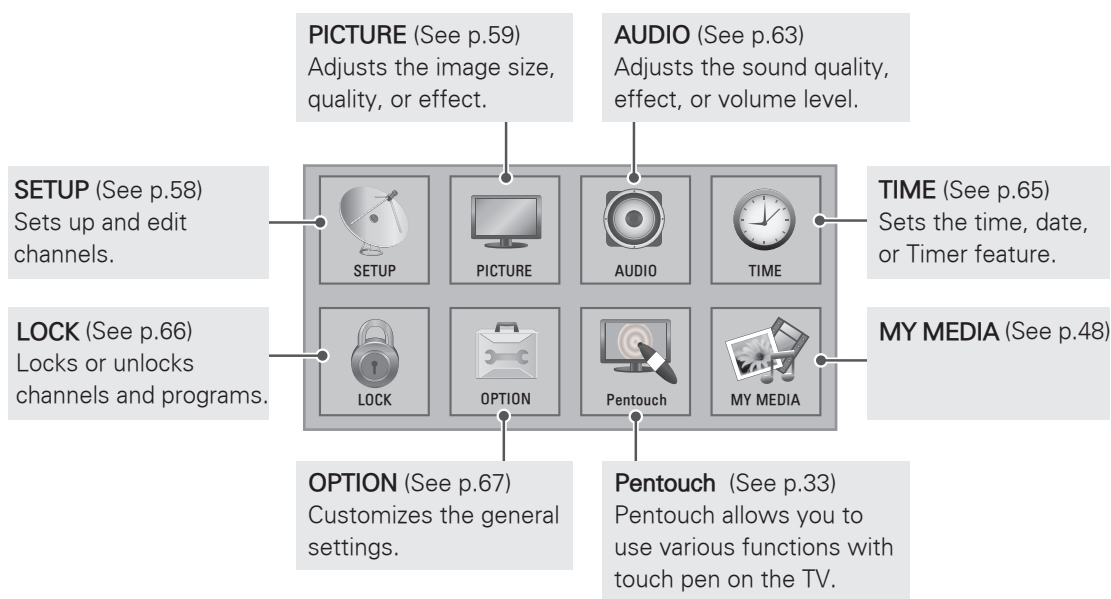 PICTURE (See p.59)
Adjusts the image size,
quality, or effect.
AUDIO (See p.63)
Adjusts the sound quality,
effect, or volume level.
SETUP (See p.58)
Sets up and edit
channels.
TIME (See p.65)
Sets the time, date,
or Timer feature.
SETUP PICTURE AUDIO TIME
LOCK (See p.66)
Locks or unlocks
channels and programs.
MY MEDIA (See p.48)
LOCK OPTION Pentouch MY MEDIA
OPTION (See p.67)
Customizes the general
settings.
Pentouch (See p.33)
Pentouch allows you to
use various functions with
touch pen on the TV.